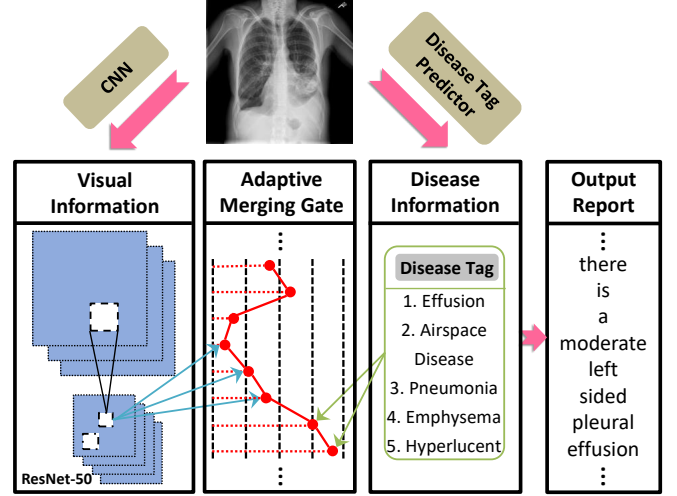 CNN
Disease Tag
Predictor
Visual
Information
ResNet-50
Adaptive
Merging Gate
⋮
⋮
Disease
Information
Disease Tag
1. Effusion
2. Airspace
Disease
3. Pneumonia
4. Emphysema
5. Hyperlucent
Output
Report
⋮
there
is
a
moderate
left
sided
pleural
effusion
⋮